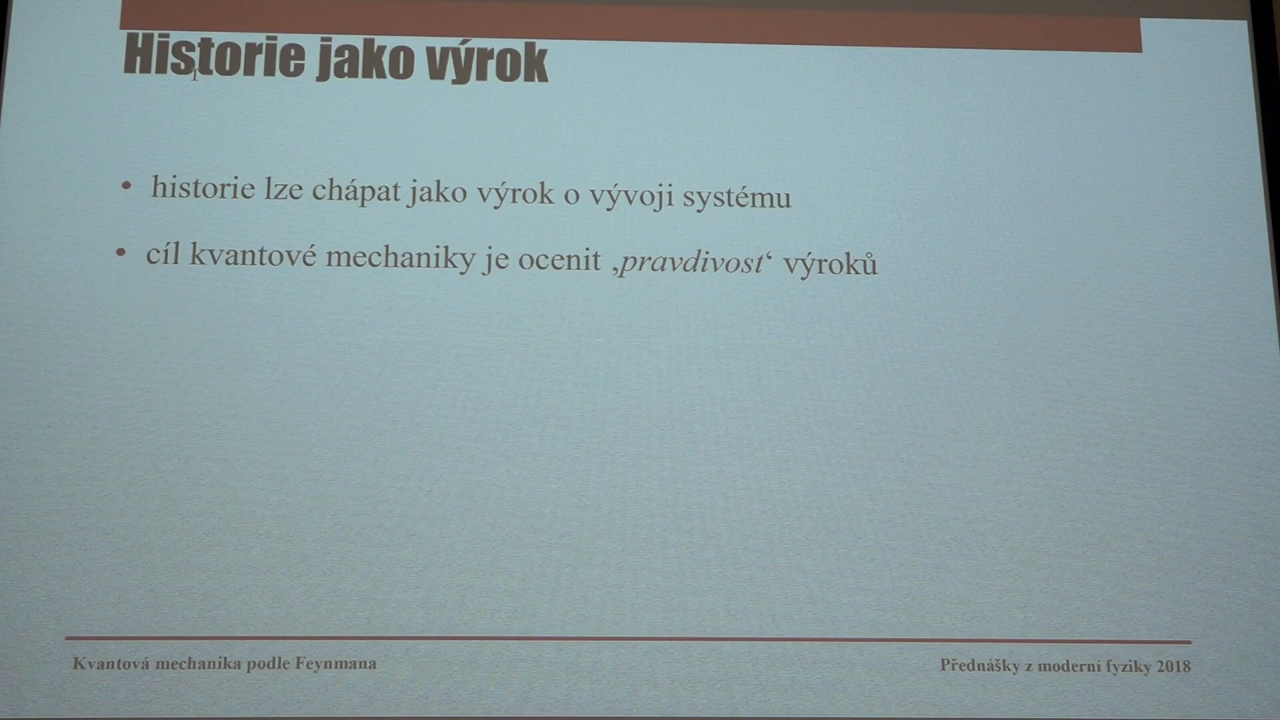 Historie jako výrok
• historie lze chápat jako výrok o vývoji systému
• cíl kvantové mechaniky je ocenit ‚pravdivost‘ výroků
Kvantová mechanika podle Feynmana
Přednášky z moderní fyziky 2018